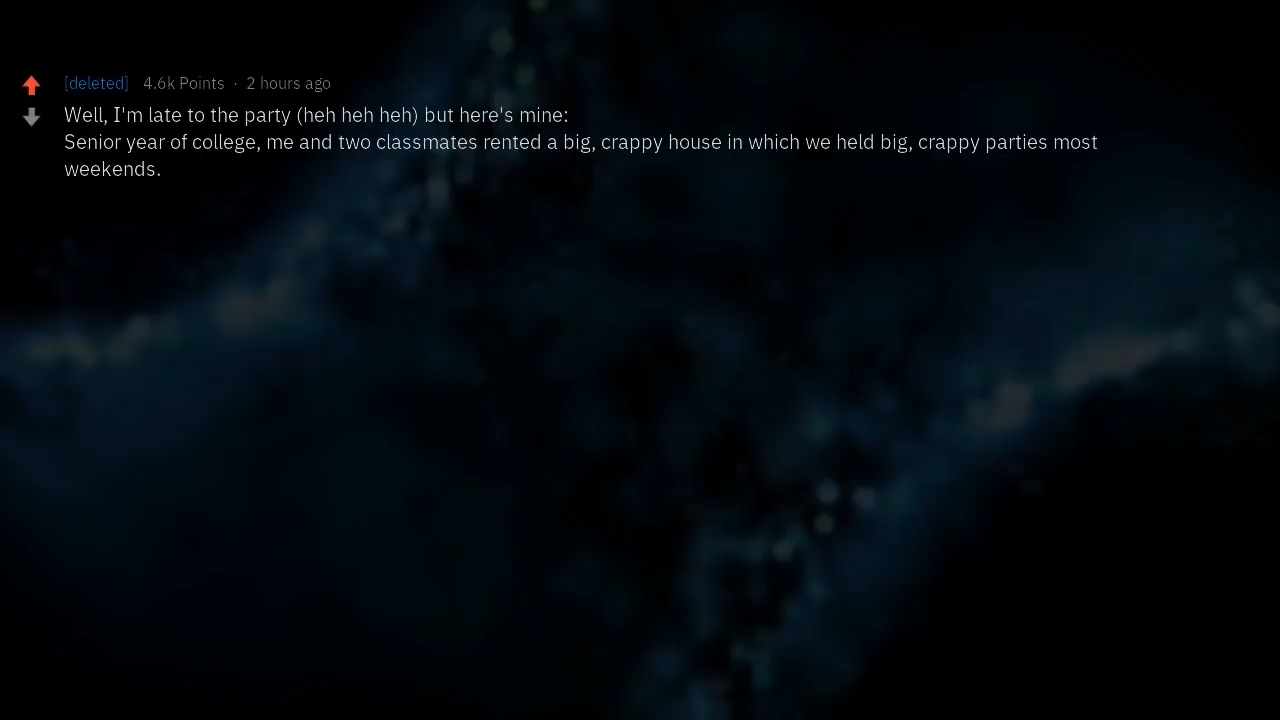 [deleted] 4.6k Points · 2 hours ago
Well, I'm late to the party (heh heh heh) but here's mine:
Senior year of college, me and two classmates rented a big, crappy house in which we held big, crappy parties most
weekends.